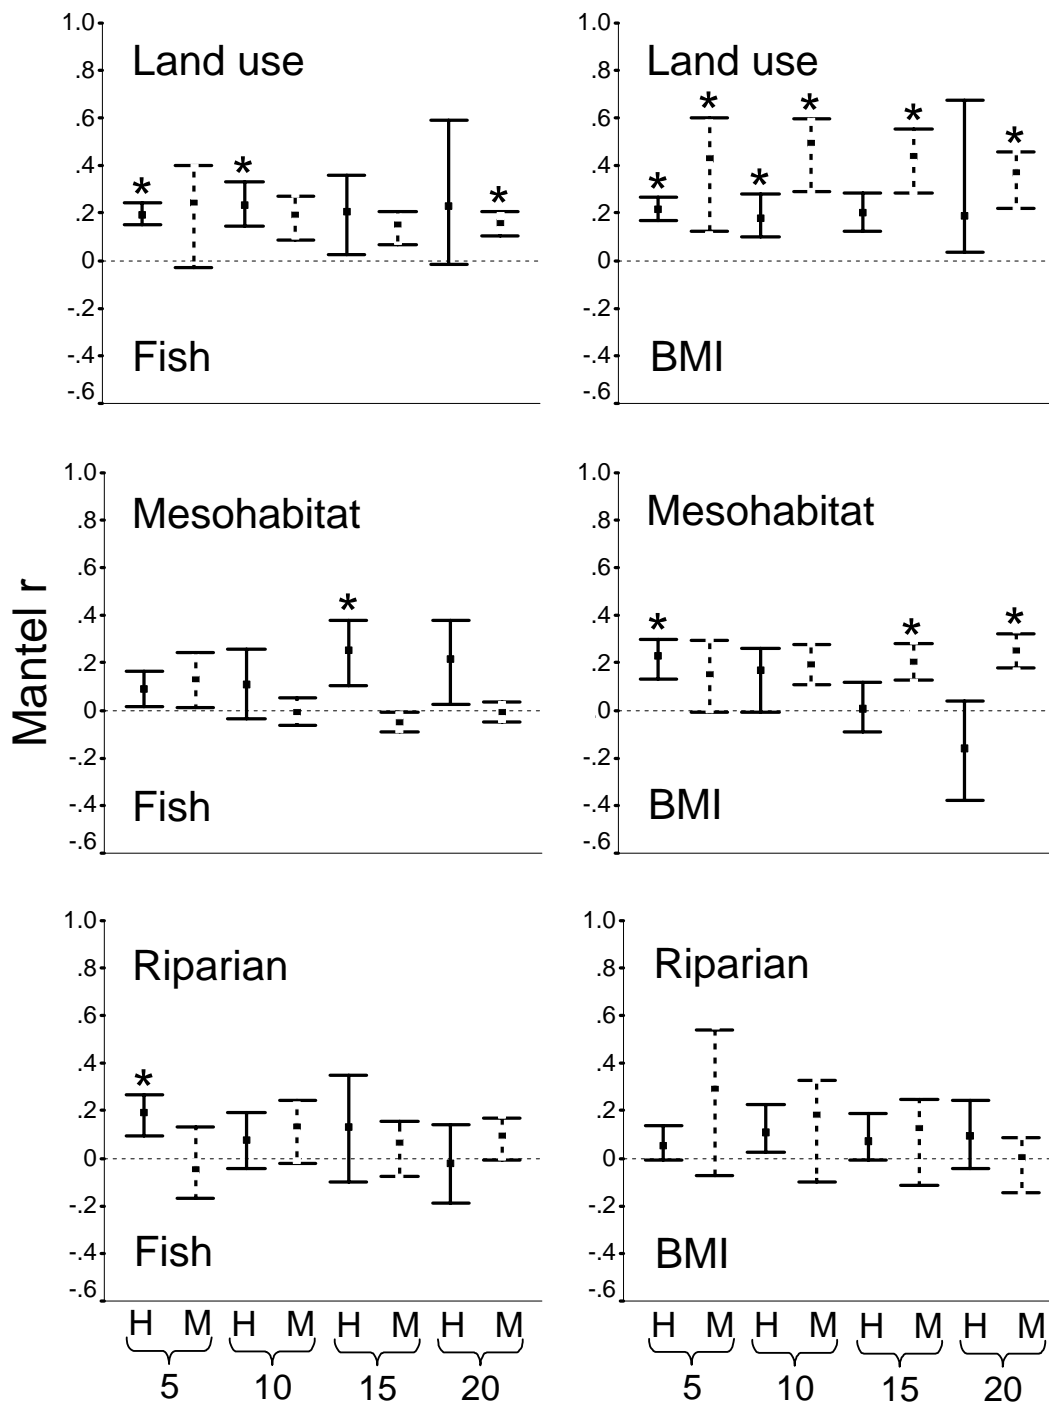 Mantel r
1.0
.8
.6
.4
.2
0
-.2
-.4
-.6
Land use
* * *
Fish
1.0
.8
.6
.4
.2
0
-.2
-.4
-.6
Land use
* * * * * *
BMI
1.0
.8
.6
.4
.2
0
-.2
-.4
-.6
Mesohabitat
*
Fish
1.0
.8
.6
.4
.2
0
-.2
-.4
-.6
Mesohabitat
* * *
BMI
1.0
.8
.6
.4
.2
0
-.2
-.4
-.6
Riparian
*
Fish
1.0
.8
.6
.4
.2
0
-.2
-.4
-.6
Riparian
BMI
H M H M H M H M
5 10 15 20
H M H M H M H M
5 10 15 20